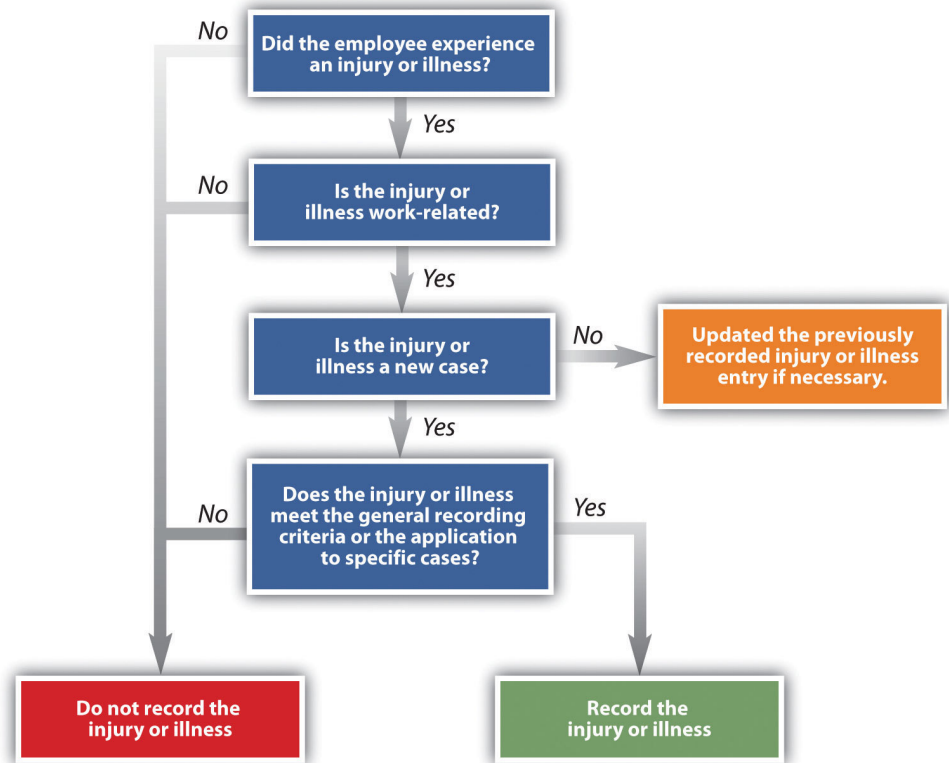 No
Did the employee experience
an injury or illness?
Yes
No
Is the injury or
illness work-related?
Yes
Is the injury or
illness a new case?
No
Updated the previously
recorded injury or illness
entry if necessary.
Yes
No
Does the injury or illness
meet the general recording
criteria or the application
to specific cases?
Yes
Do not record the
injury or illness
Record the
injury or illness